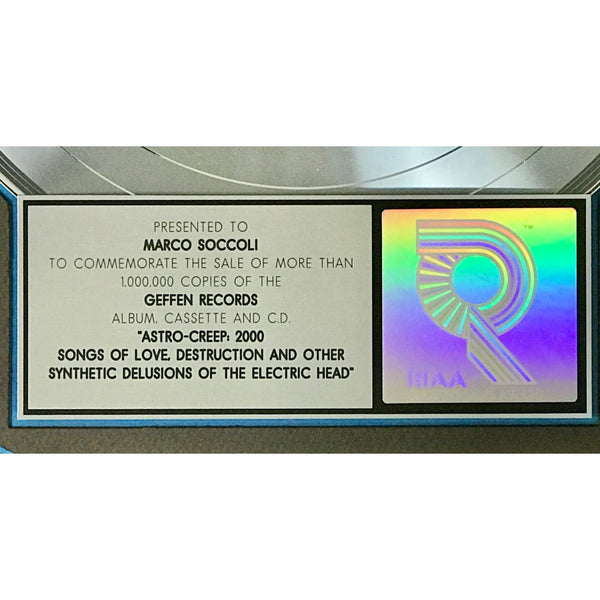 PRESENTED TO
MARCO SOCCOLI
TO COMMEMORATE THE SALE OF MORE THAN
1,000,000 COPIES OF THE
GEFFEN RECORDS
ALBUM, CASSETTE AND C.D.
"ASTRO-CREEP: 2000
SONGS OF LOVE, DESTRUCTION AND OTHER
SYNTHETIC DELUSIONS OF THE ELECTRIC HEAD"
TM
RIAA